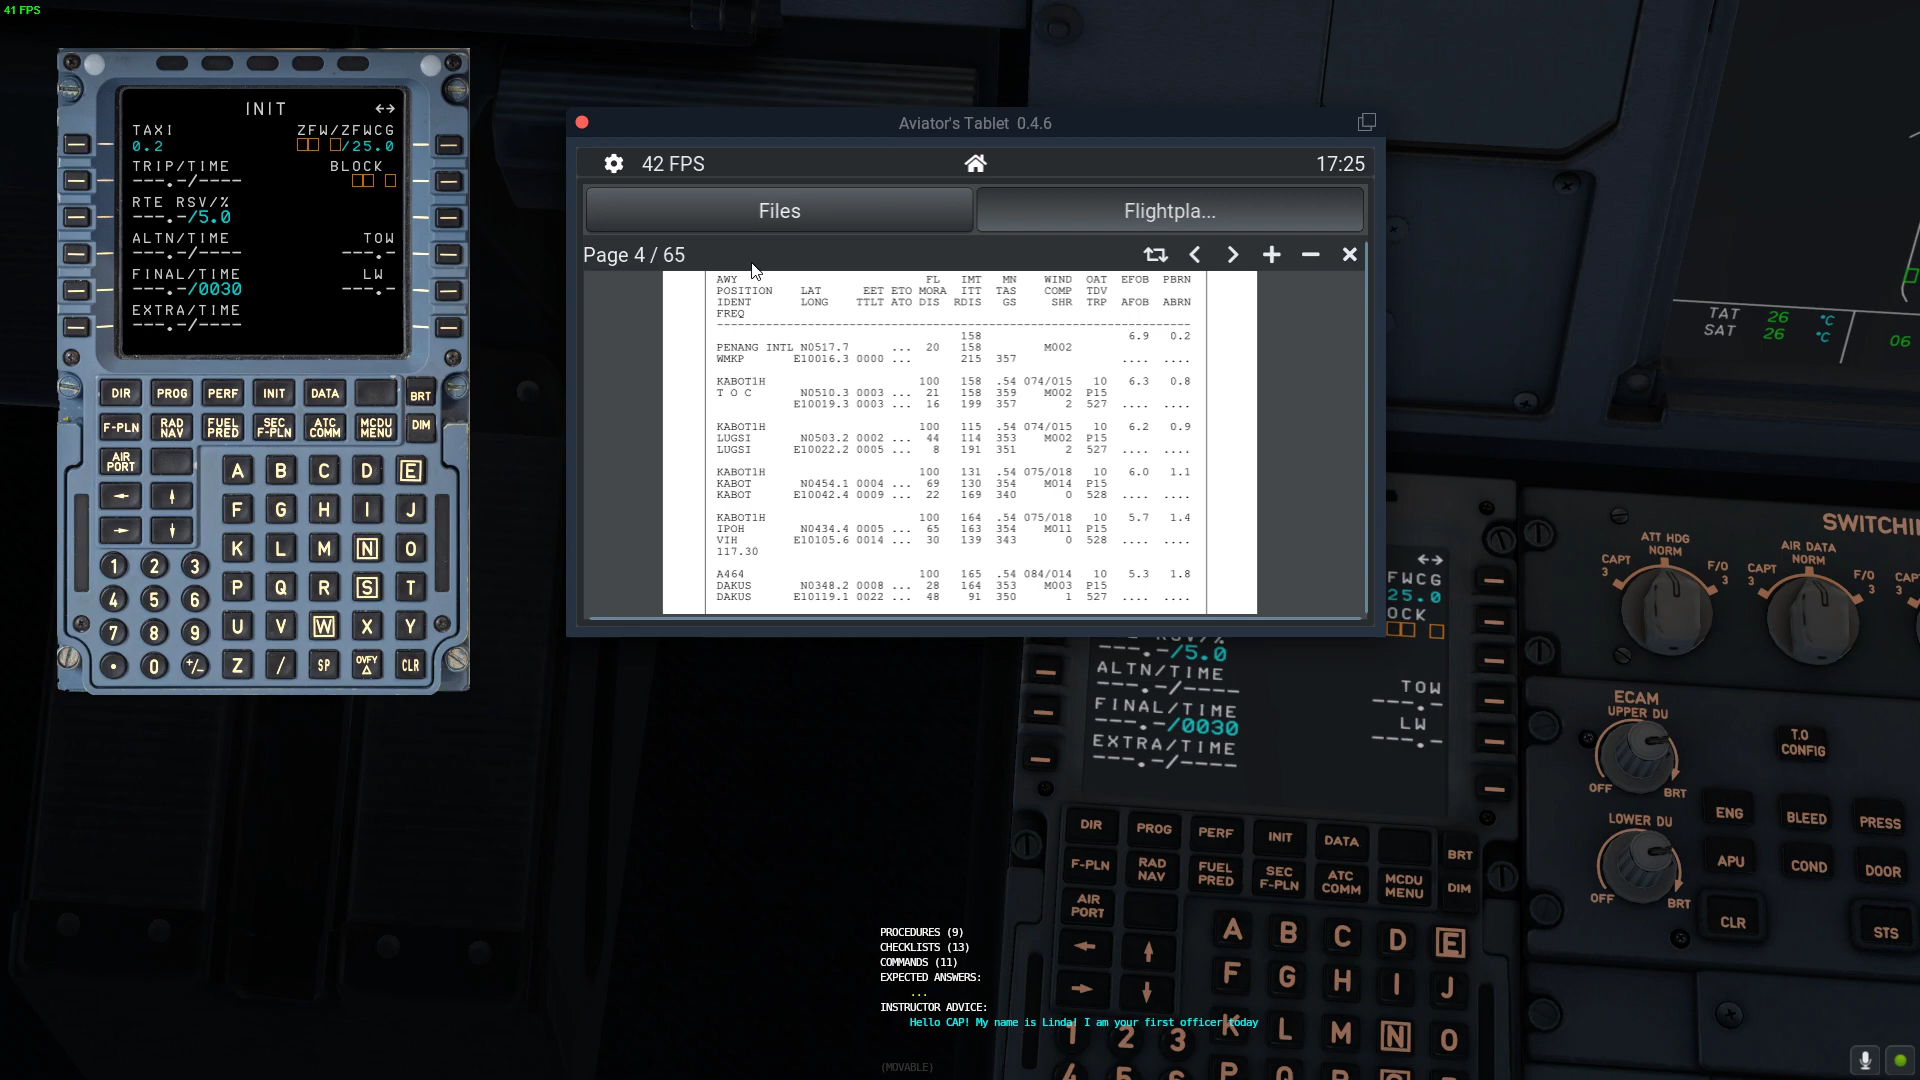 41 FPS
INIT ↔
TAXI ZFW/ZFWCG
0.2 /25.0
TRIP/TIME BLOCK
---.-/----
RTE RSV/%
---.-/5.0
ALTN/TIME TOW
---.-/---- ---.-
FINAL/TIME LW
---.-/0030 ---.-
EXTRA/TIME
---.-/----
DIR PROG PERF INIT DATA BRT
F-PLN RAD NAV FUEL PRED SEC F-PLN ATC COMM MCDU MENU DIM
AIR PORT
A B C D E
← ↑
F G H I J
→ ↓
K L M N O
1 2 3
P Q R S T
4 5 6
U V W X Y
7 8 9
Z / SP OVFY Δ CLR
. 0 +/-
Aviator's Tablet 0.4.6
42 FPS 17:25
Files Flightpla...
Page 4 / 65
AWY FL IMT MN WIND OAT EFOB PBRN
POSITION LAT EET ETO MORA ITT TAS COMP TDV
IDENT LONG TTLT ATO DIS RDIS GS SHR TRP AFOB ABRN
FREQ
--------------------------------------------------------------------
158 6.9 0.2
PENANG INTL N0517.7 ... 20 158 M002
WMKP E10016.3 0000 ... 215 357 .... ....
KABOT1H 100 158 .54 074/015 10 6.3 0.8
T O C N0510.3 0003 ... 21 158 359 M002 P15
E10019.3 0003 ... 16 199 357 2 527 .... ....
KABOT1H 100 115 .54 074/015 10 6.2 0.9
LUGSI N0503.2 0002 ... 44 114 353 M002 P15
LUGSI E10022.2 0005 ... 8 191 351 2 527 .... ....
KABOT1H 100 131 .54 075/018 10 6.0 1.1
KABOT N0454.1 0004 ... 69 130 354 M014 P15
KABOT E10042.4 0009 ... 22 169 340 0 528 .... ....
KABOT1H 100 164 .54 075/018 10 5.7 1.4
IPOH N0434.4 0005 ... 65 163 354 M011 P15
VIH E10105.6 0014 ... 30 139 343 0 528 .... ....
117.30
A464 100 165 .54 084/014 10 5.3 1.8
DAKUS N0348.2 0008 ... 28 164 353 M003 P15
DAKUS E10119.1 0022 ... 48 91 350 1 527 .... ....
TAT 26 °C
SAT 26 °C 06
SWITCHIN
ATT HDG
NORM
CAPT 3 F/O 3
AIR DATA
NORM
CAPT 3 F/O 3
CAP
3
↔
FWCG
25.0
OCK
---.-/5.0
ALTN/TIME TOW
---.-/---- ---.-
FINAL/TIME LW
---.-/0030 ---.-
EXTRA/TIME
---.-/----
ECAM
UPPER DU
OFF BRT
T.O CONFIG
LOWER DU
OFF BRT
ENG BLEED PRESS
APU COND DOOR
CLR STS
DIR PROG PERF INIT DATA BRT
F-PLN RAD NAV FUEL PRED SEC F-PLN ATC COMM MCDU MENU DIM
AIR PORT
A B C D E
← ↑
F G H I J
→ ↓
K L M N O
1 2 3
4 5 6
P Q R S T
PROCEDURES (9)
CHECKLISTS (13)
COMMANDS (11)
EXPECTED ANSWERS:
...
INSTRUCTOR ADVICE:
Hello CAP! My name is Linda! I am your first officer today
(MOVABLE)